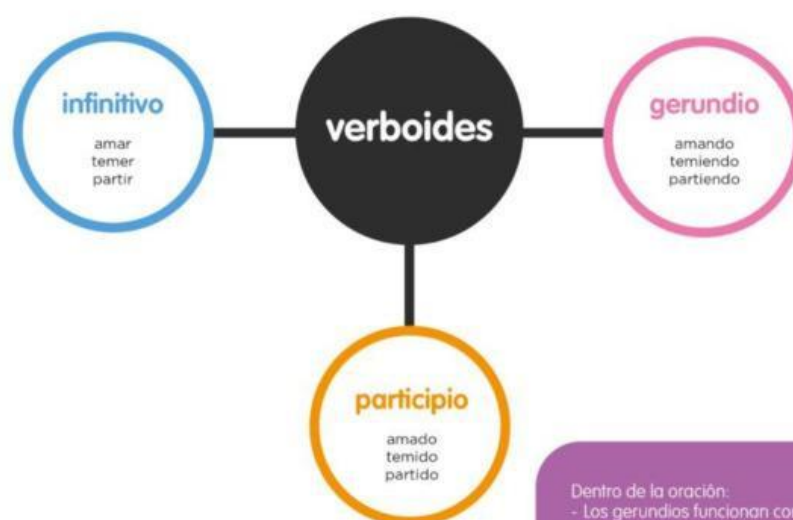 verboides
infinitivo
amar
temer
partir
gerundio
amando
temiendo
partiendo
participio
amado
temido
partido
Dentro de la oración:
- Los gerundios funcionan